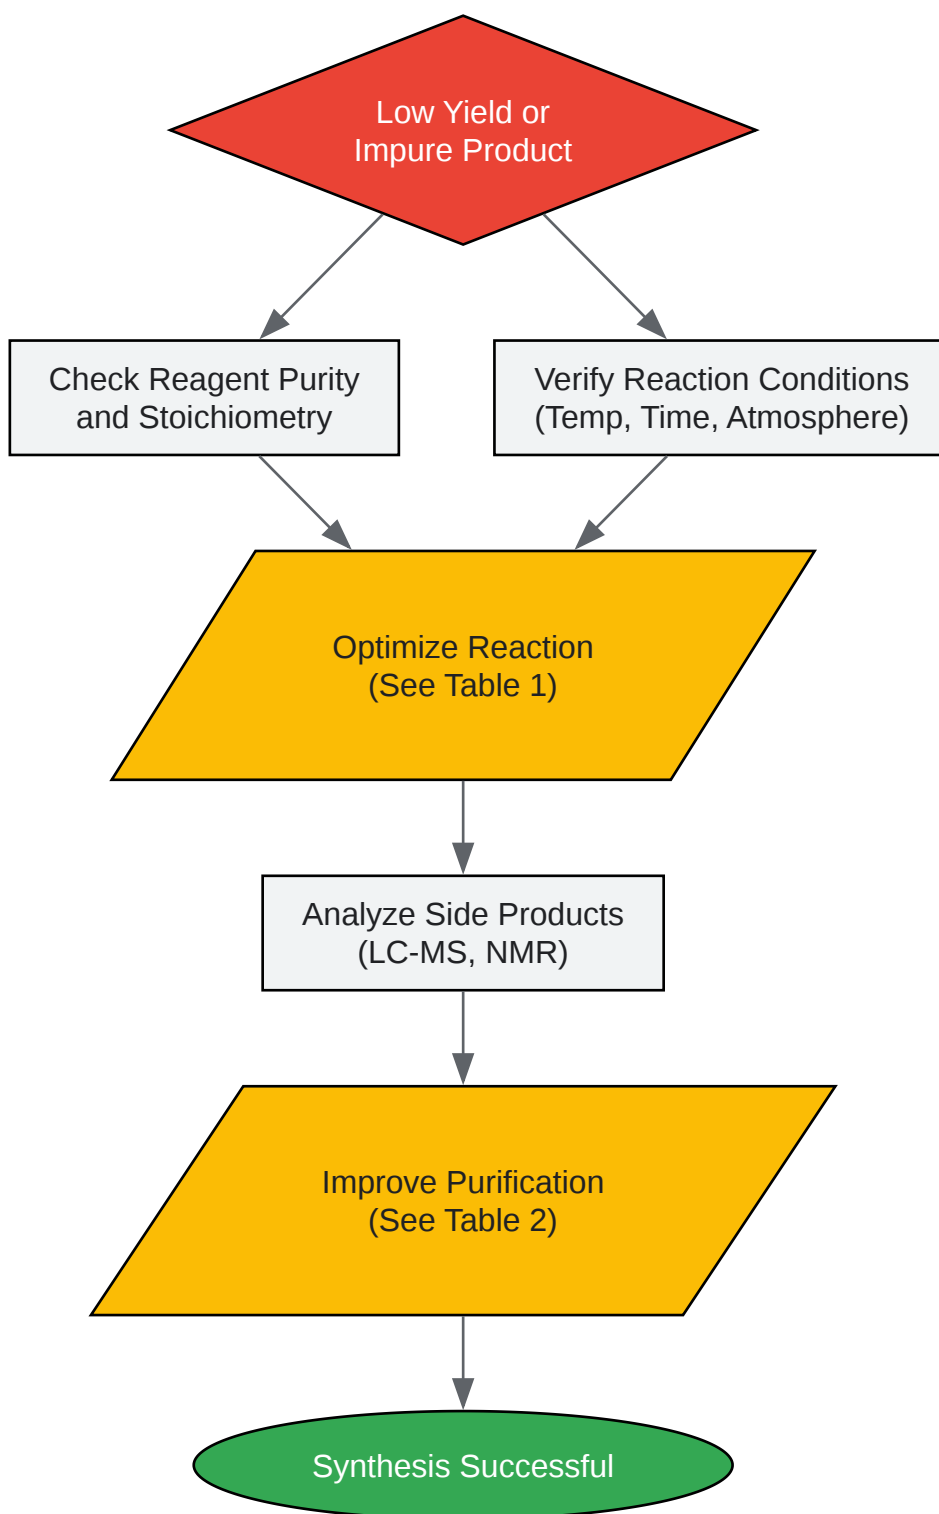 Low Yield or
Impure Product
Check Reagent Purity
and Stoichiometry
Verify Reaction Conditions
(Temp, Time, Atmosphere)
Optimize Reaction
(See Table 1)
Analyze Side Products
(LC-MS, NMR)
Improve Purification
(See Table 2)
Synthesis Successful